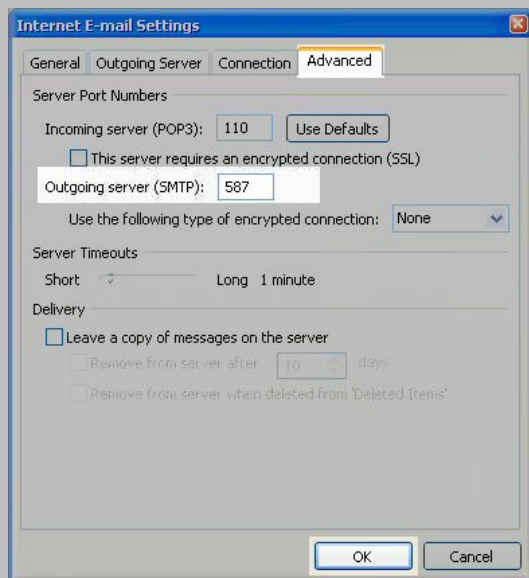 Internet E-mail Settings
General Outgoing Server Connection Advanced
Server Port Numbers
Incoming server (POP3): 110 Use Defaults
This server requires an encrypted connection (SSL)
Outgoing server (SMTP): 587
Use the following type of encrypted connection: None
Server Timeouts
Short Long 1 minute
Delivery
Leave a copy of messages on the server
Remove from server after 10 days
Remove from server when deleted from 'Deleted Items'
OK Cancel